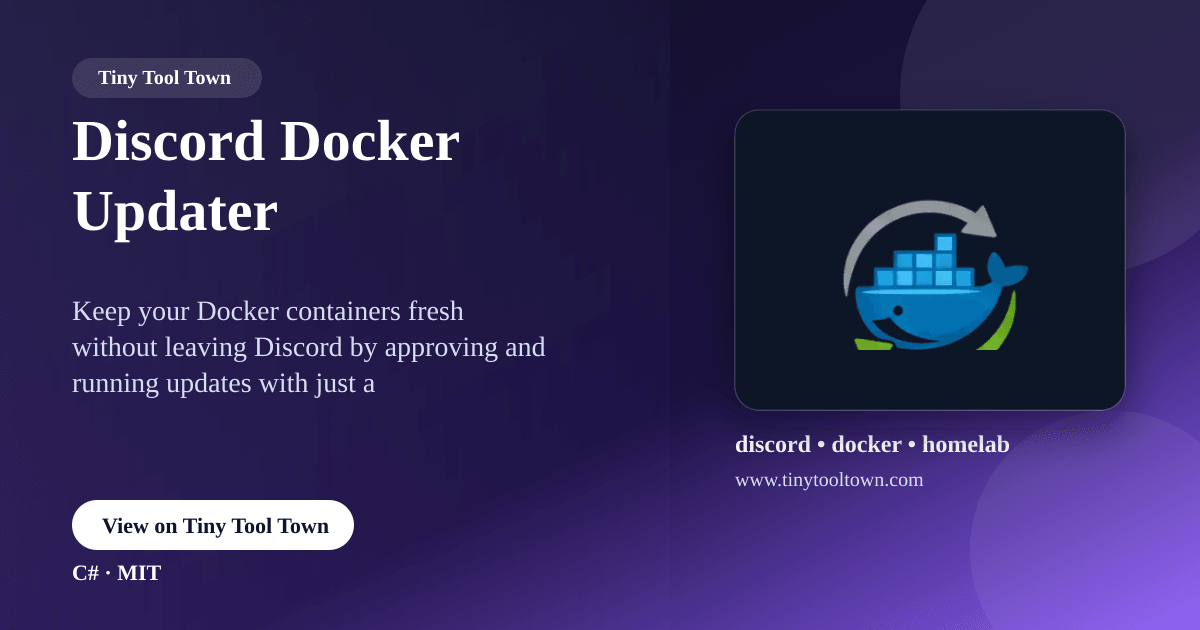 Tiny Tool Town
Discord Docker
Updater
Keep your Docker containers fresh
without leaving Discord by approving and
running updates with just a
View on Tiny Tool Town
C# · MIT
discord • docker • homelab
www.tinytooltown.com